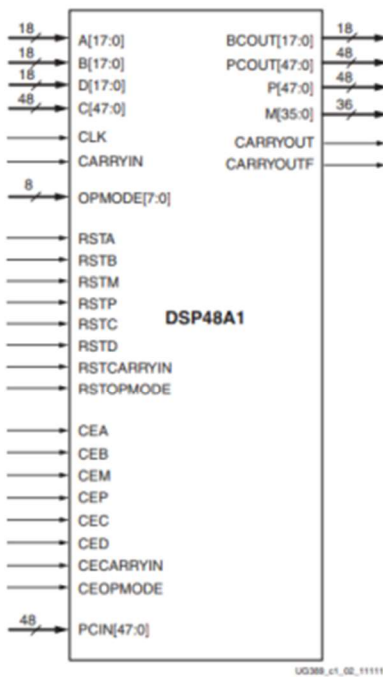 18 A[17:0] BCOUT[17:0] 18
18 B[17:0] PCOUT[47:0] 48
18 D[17:0] P[47:0] 48
48 C[47:0] M[35:0] 36
CLK CARRYOUT
CARRYIN CARRYOUTF
8 OPMODE[7:0]
RSTA
RSTB
RSTM
RSTP
RSTC
DSP48A1
RSTD
RSTCARRYIN
RSTOPMODE
CEA
CEB
CEM
CEP
CEC
CED
CECARRYIN
CEOPMODE
48 PCIN[47:0]